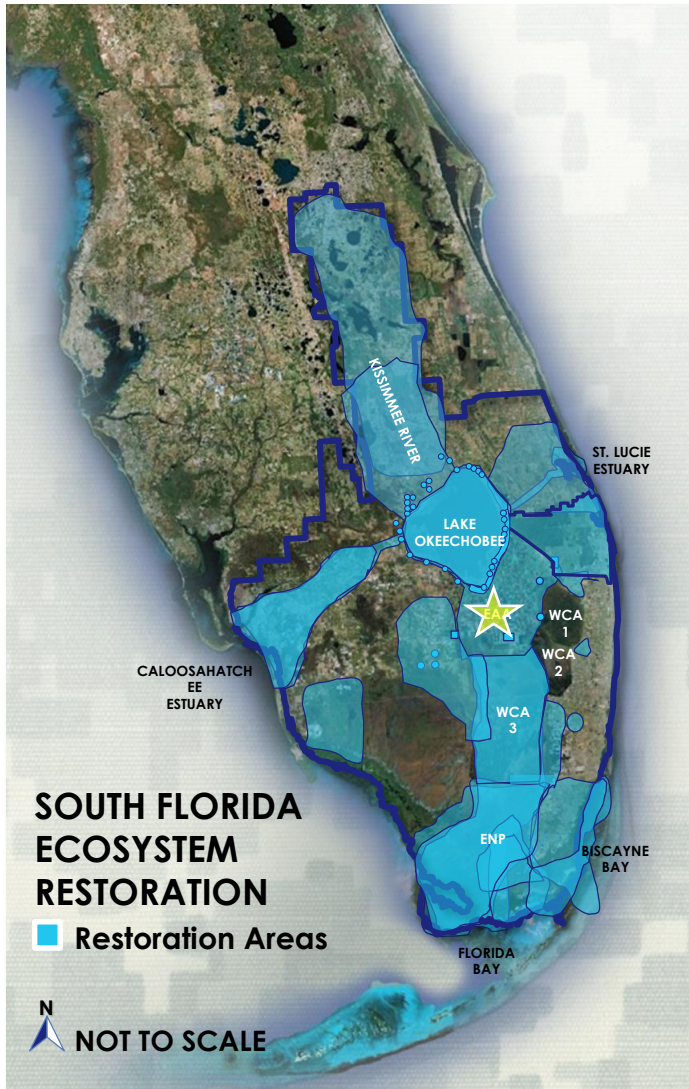 KISSIMMEE RIVER
ST. LUCIE
ESTUARY
LAKE
OKEECHOBEE
EAA
WCA
1
WCA
2
CALOOSAHATCH
EE
ESTUARY
WCA
3
SOUTH FLORIDA
ECOSYSTEM
RESTORATION
ENP
BISCAYNE
BAY
Restoration Areas
FLORIDA
BAY
N
NOT TO SCALE